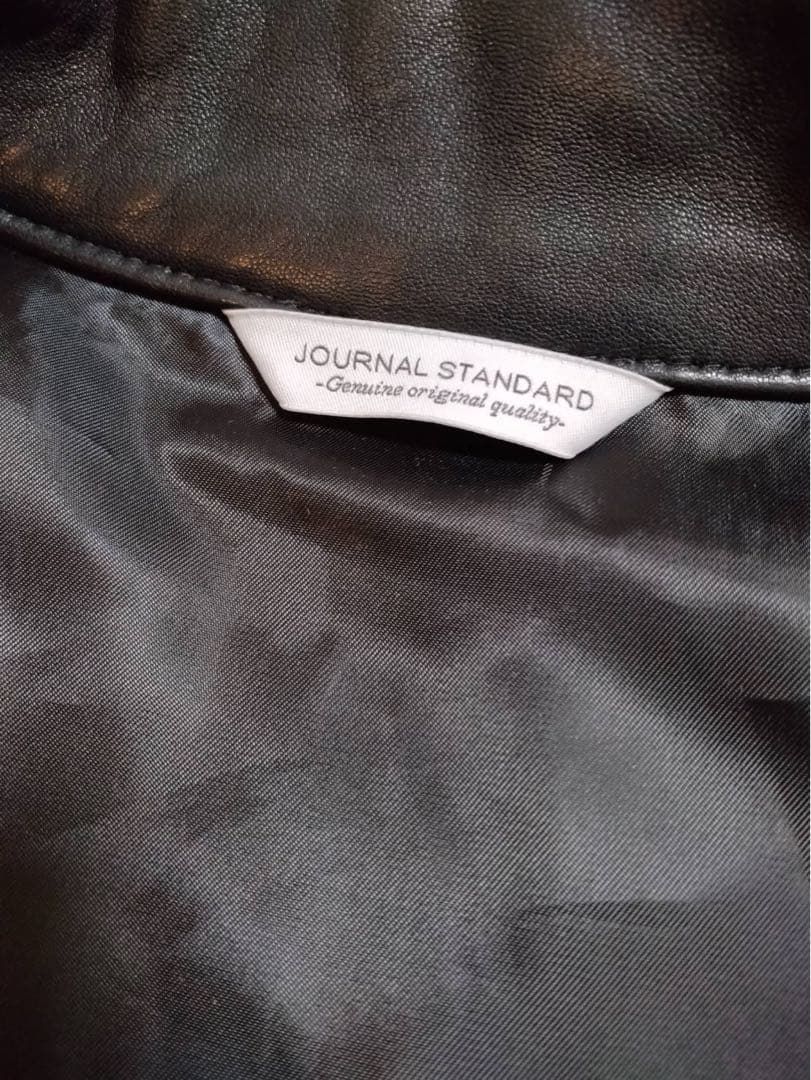 JOURNAL STANDARD
-Genuine original quality-